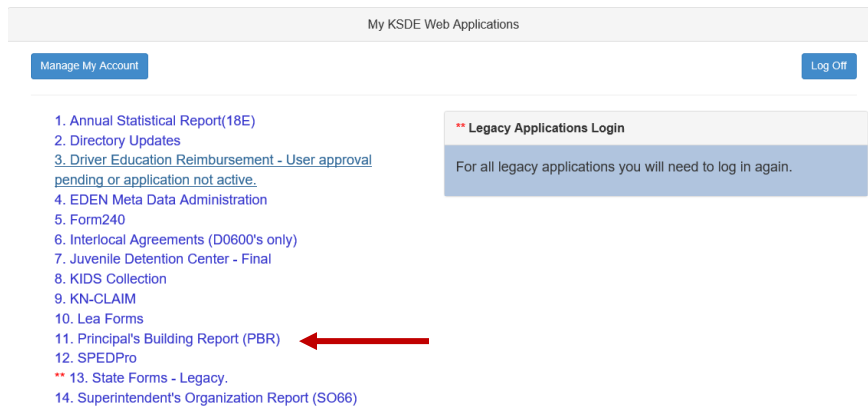 My KSDE Web Applications
Manage My Account
Log Off
1. Annual Statistical Report(18E)
2. Directory Updates
3. Driver Education Reimbursement - User approval
pending or application not active.
4. EDEN Meta Data Administration
5. Form240
6. Interlocal Agreements (D0600's only)
7. Juvenile Detention Center - Final
8. KIDS Collection
9. KN-CLAIM
10. Lea Forms
11. Principal's Building Report (PBR)
12. SPEDPro
** 13. State Forms - Legacy.
14. Superintendent's Organization Report (SO66)
** Legacy Applications Login
For all legacy applications you will need to log in again.